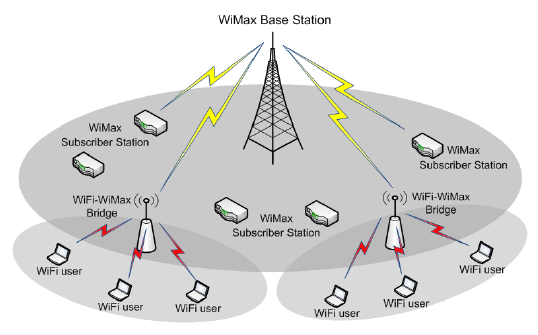 WiMax Base Station
WiMax
Subscriber Station
WiMax
Subscriber Station
WiFi-WiMax
Bridge
WiMax
Subscriber Station
WiFi-WiMax
Bridge
WiFi user
WiFi user
WiFi user
WiFi user
WiFi user
WiFi user